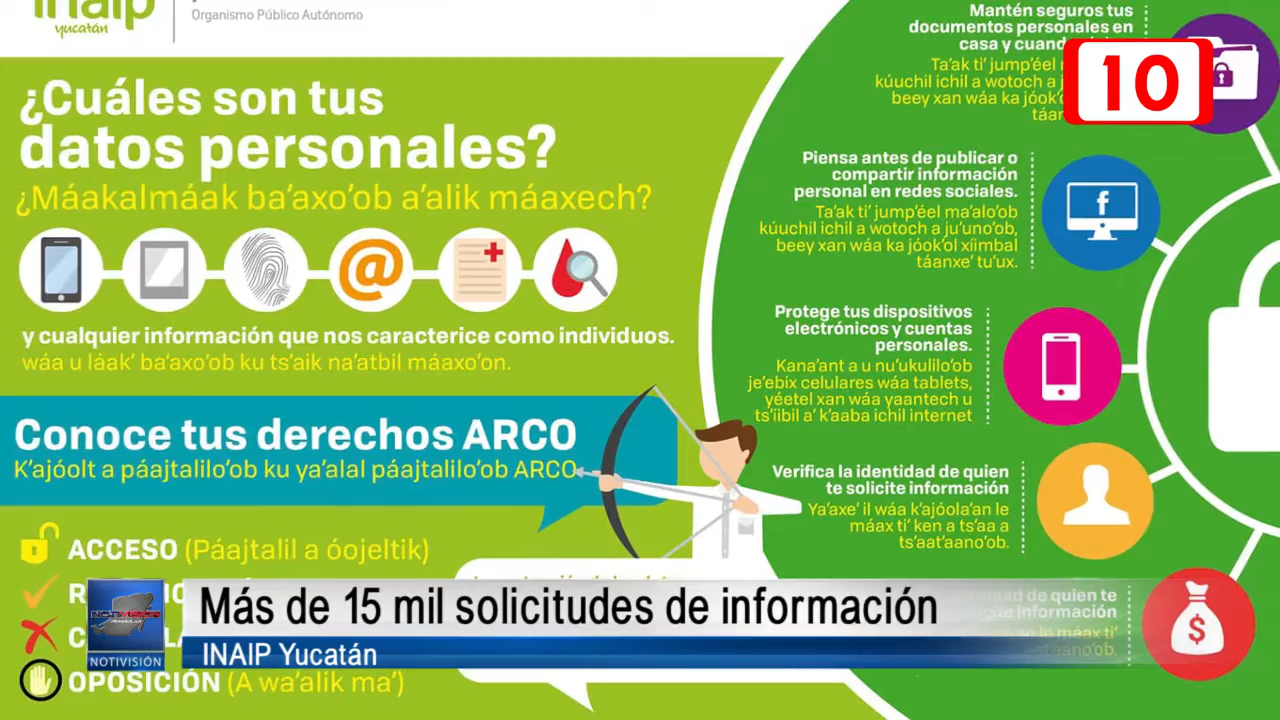 inaip
yucatán
Organismo Público Autónomo
¿Cuáles son tus
datos personales?
¿Máakalmáak ba'axo'ob a'alik máaxech?
y cualquier información que nos caracterice como individuos.
wáa u láak' ba'axo'ob ku ts'aik na'atbil máaxo'on.
Conoce tus derechos ARCO
K'ajóolt a páajtalilo'ob ku ya'alal páajtalilo'ob ARCO
ACCESO (Páajtalil a óojeltik)
OPOSICIÓN (A wa'alik ma')
Mantén seguros tus
documentos personales en
casa y cuando
Ta'ak ti' jump'éel
kúuchil ichil a wotoch a
beey xan wáa ka
10
Piensa antes de publicar o
compartir información
personal en redes sociales.
Ta'ak ti' jump'éel ma'alo'ob
kúuchil ichil a wotoch a ju'uno'ob,
beey xan wáa ka jóok'ol xíimbal
táanxe' tu'ux.
f
Protege tus dispositivos
electrónicos y cuentas
personales.
Kana'ant a u nu'ukulilo'ob
je'ebix celulares wáa tablets,
yéetel xan wáa yaantech u
ts'íibil a' k'aaba ichil internet
Verifica la identidad de quien
te solicite información
Ya'axe' il wáa k'ajóola'an le
máax ti' ken a ts'aa a
ts'aat'aano'ob.
de quien te
información
$
Más de 15 mil solicitudes de información
INAIP Yucatán
NOTIVISIÓN
PENINSULAR
NOTIVISIÓN